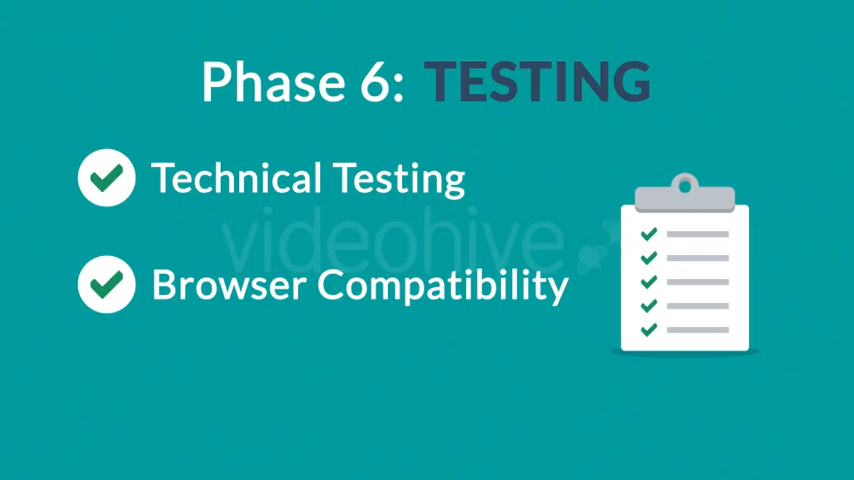 Phase 6: TESTING
Technical Testing
videohive
Browser Compatibility